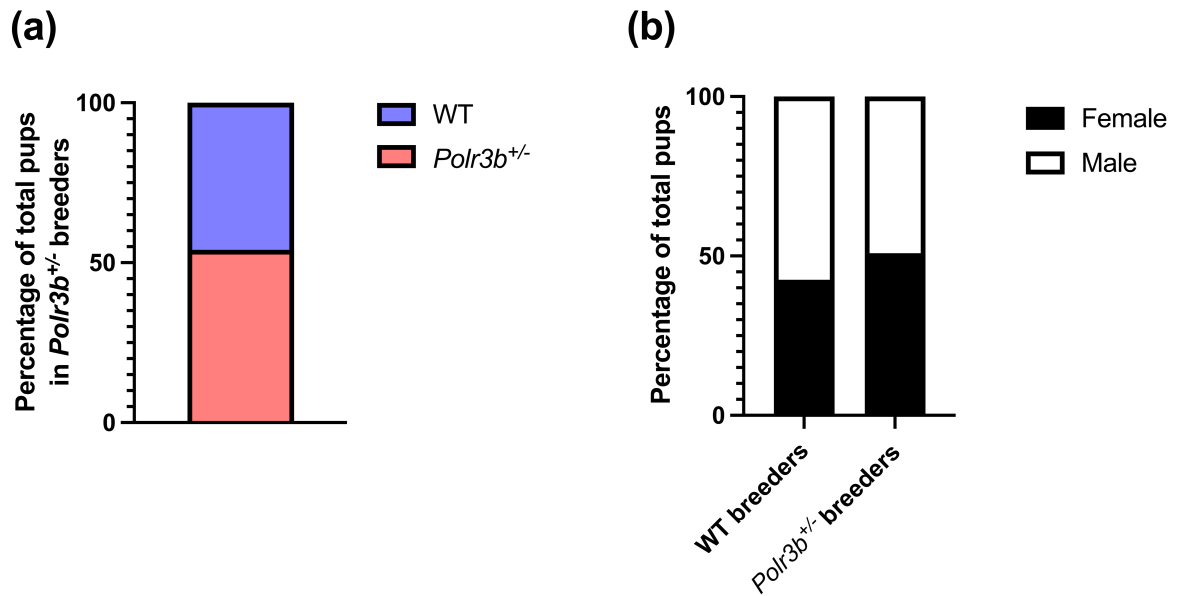 (a)
Percentage of total pups
in Polr3b+/- breeders
100
50
0
WT
Polr3b+/-
(b)
Percentage of total pups
100
50
0
WT breeders
Polr3b+/- breeders
Female
Male